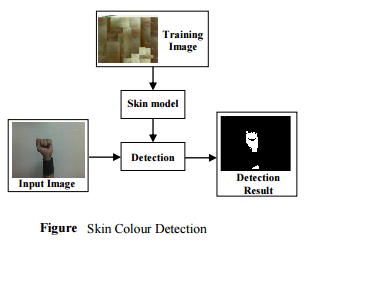 Training
Image
Skin model
Detection
Input Image
Detection
Result
Figure Skin Colour Detection